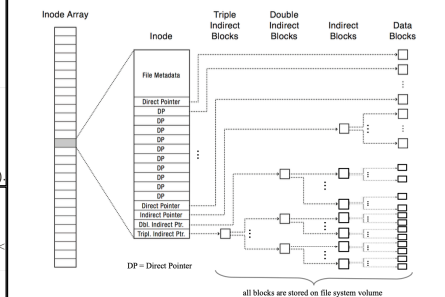 Inode Array
Inode
Triple
Indirect
Blocks
Double
Indirect
Blocks
Indirect
Blocks
Data
Blocks
File Metadata
Direct Pointer
DP
DP
DP
DP
DP
DP
DP
DP
DP
DP
Direct Pointer
Indirect Pointer
Dbl. Indirect Ptr.
Tripl. Indirect Ptr.
DP = Direct Pointer
all blocks are stored on file system volume
).
<